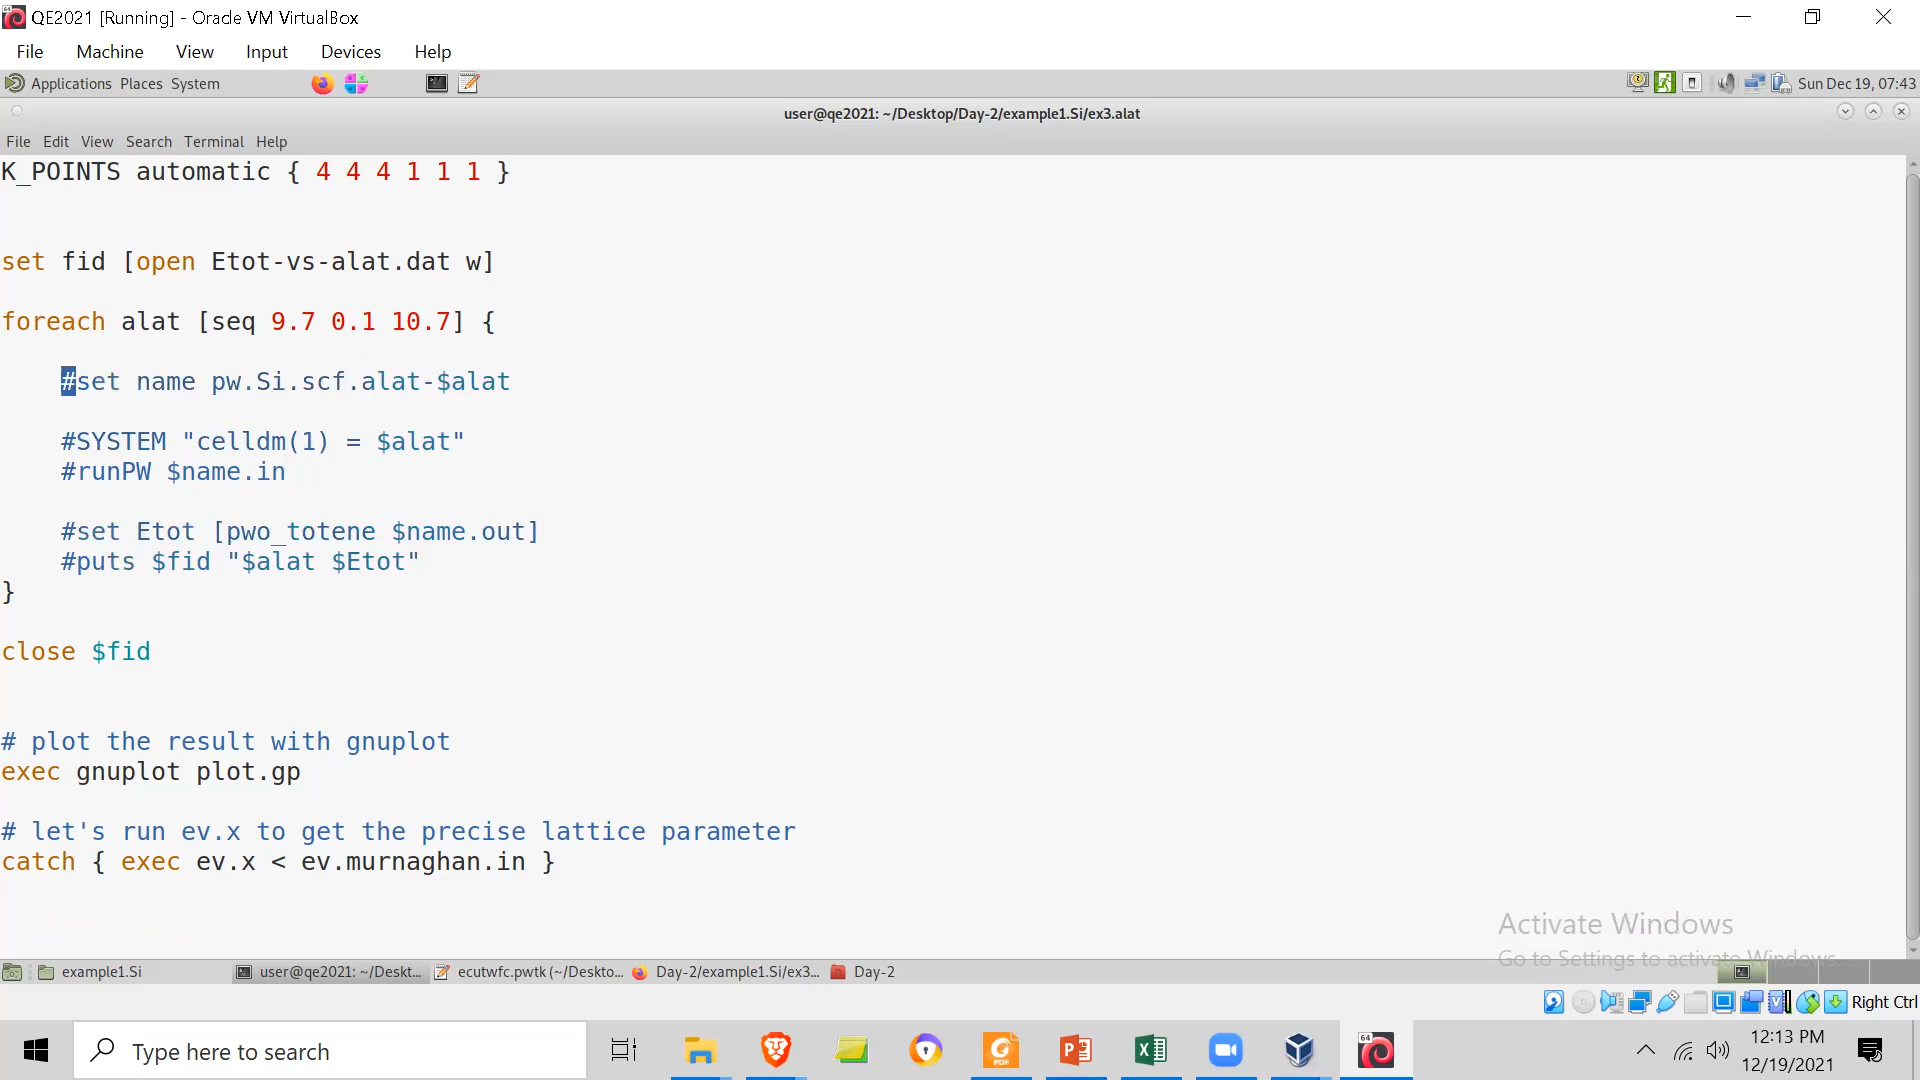 QE2021 [Running] - Oracle VM VirtualBox
File Machine View Input Devices Help
Applications Places System
Sun Dec 19, 07:43
user@qe2021: ~/Desktop/Day-2/example1.Si/ex3.alat
File Edit View Search Terminal Help
K_POINTS automatic { 4 4 4 1 1 1 }
set fid [open Etot-vs-alat.dat w]
foreach alat [seq 9.7 0.1 10.7] {
#set name pw.Si.scf.alat-$alat
#SYSTEM "celldm(1) = $alat"
#runPW $name.in
#set Etot [pwo_totene $name.out]
#puts $fid "$alat $Etot"
}
close $fid
# plot the result with gnuplot
exec gnuplot plot.gp
# let's run ev.x to get the precise lattice parameter
catch { exec ev.x < ev.murnaghan.in }
Activate Windows
Go to Settings to activate Windows.
example1.Si
user@qe2021: ~/Deskt...
ecutwfc.pwtk (~/Deskto...
Day-2/example1.Si/ex3...
Day-2
Right Ctrl
Type here to search
12:13 PM
12/19/2021